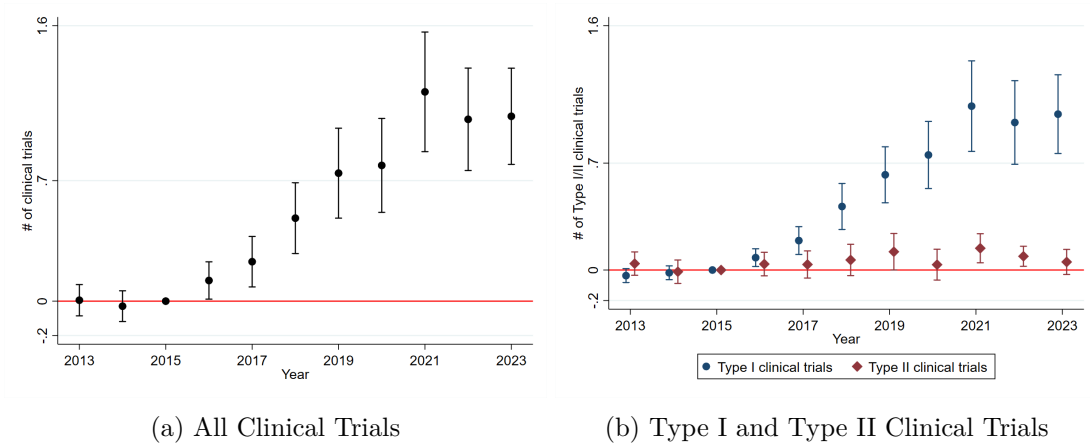 # of clinical trials
1.6
.7
0
-.2
2013 2015 2017 2019 2021 2023
Year
(a) All Clinical Trials
# of Type I/II clinical trials
1.6
.7
0
-.2
2013 2015 2017 2019 2021 2023
Year
Type I clinical trials Type II clinical trials
(b) Type I and Type II Clinical Trials